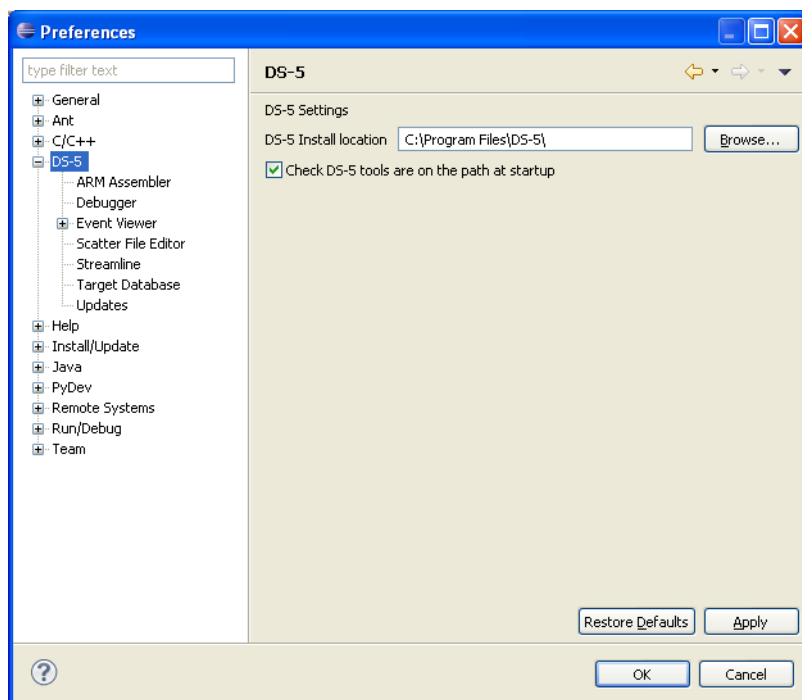 Preferences
type filter text
General
Ant
C/C++
DS-5
ARM Assembler
Debugger
Event Viewer
Scatter File Editor
Streamline
Target Database
Updates
Help
Install/Update
Java
PyDev
Remote Systems
Run/Debug
Team
DS-5
DS-5 Settings
DS-5 Install location C:\Program Files\DS-5\ Browse...
Check DS-5 tools are on the path at startup
Restore Defaults Apply
? OK Cancel